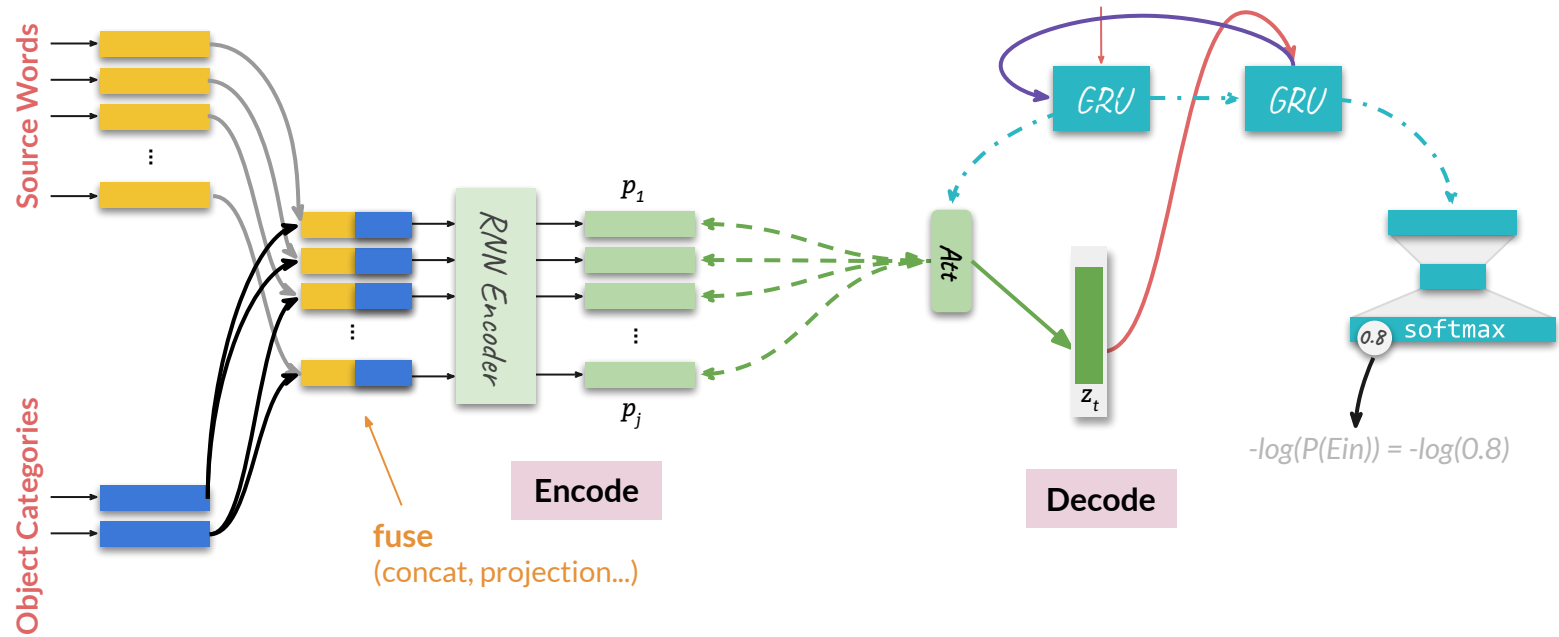 Source Words
...
Object Categories
...
fuse
(concat, projection...)
RNN Encoder
p1
...
pj
Encode
Att
zt
Decode
GRU
GRU
softmax
0.8
-log(P(Ein)) = -log(0.8)